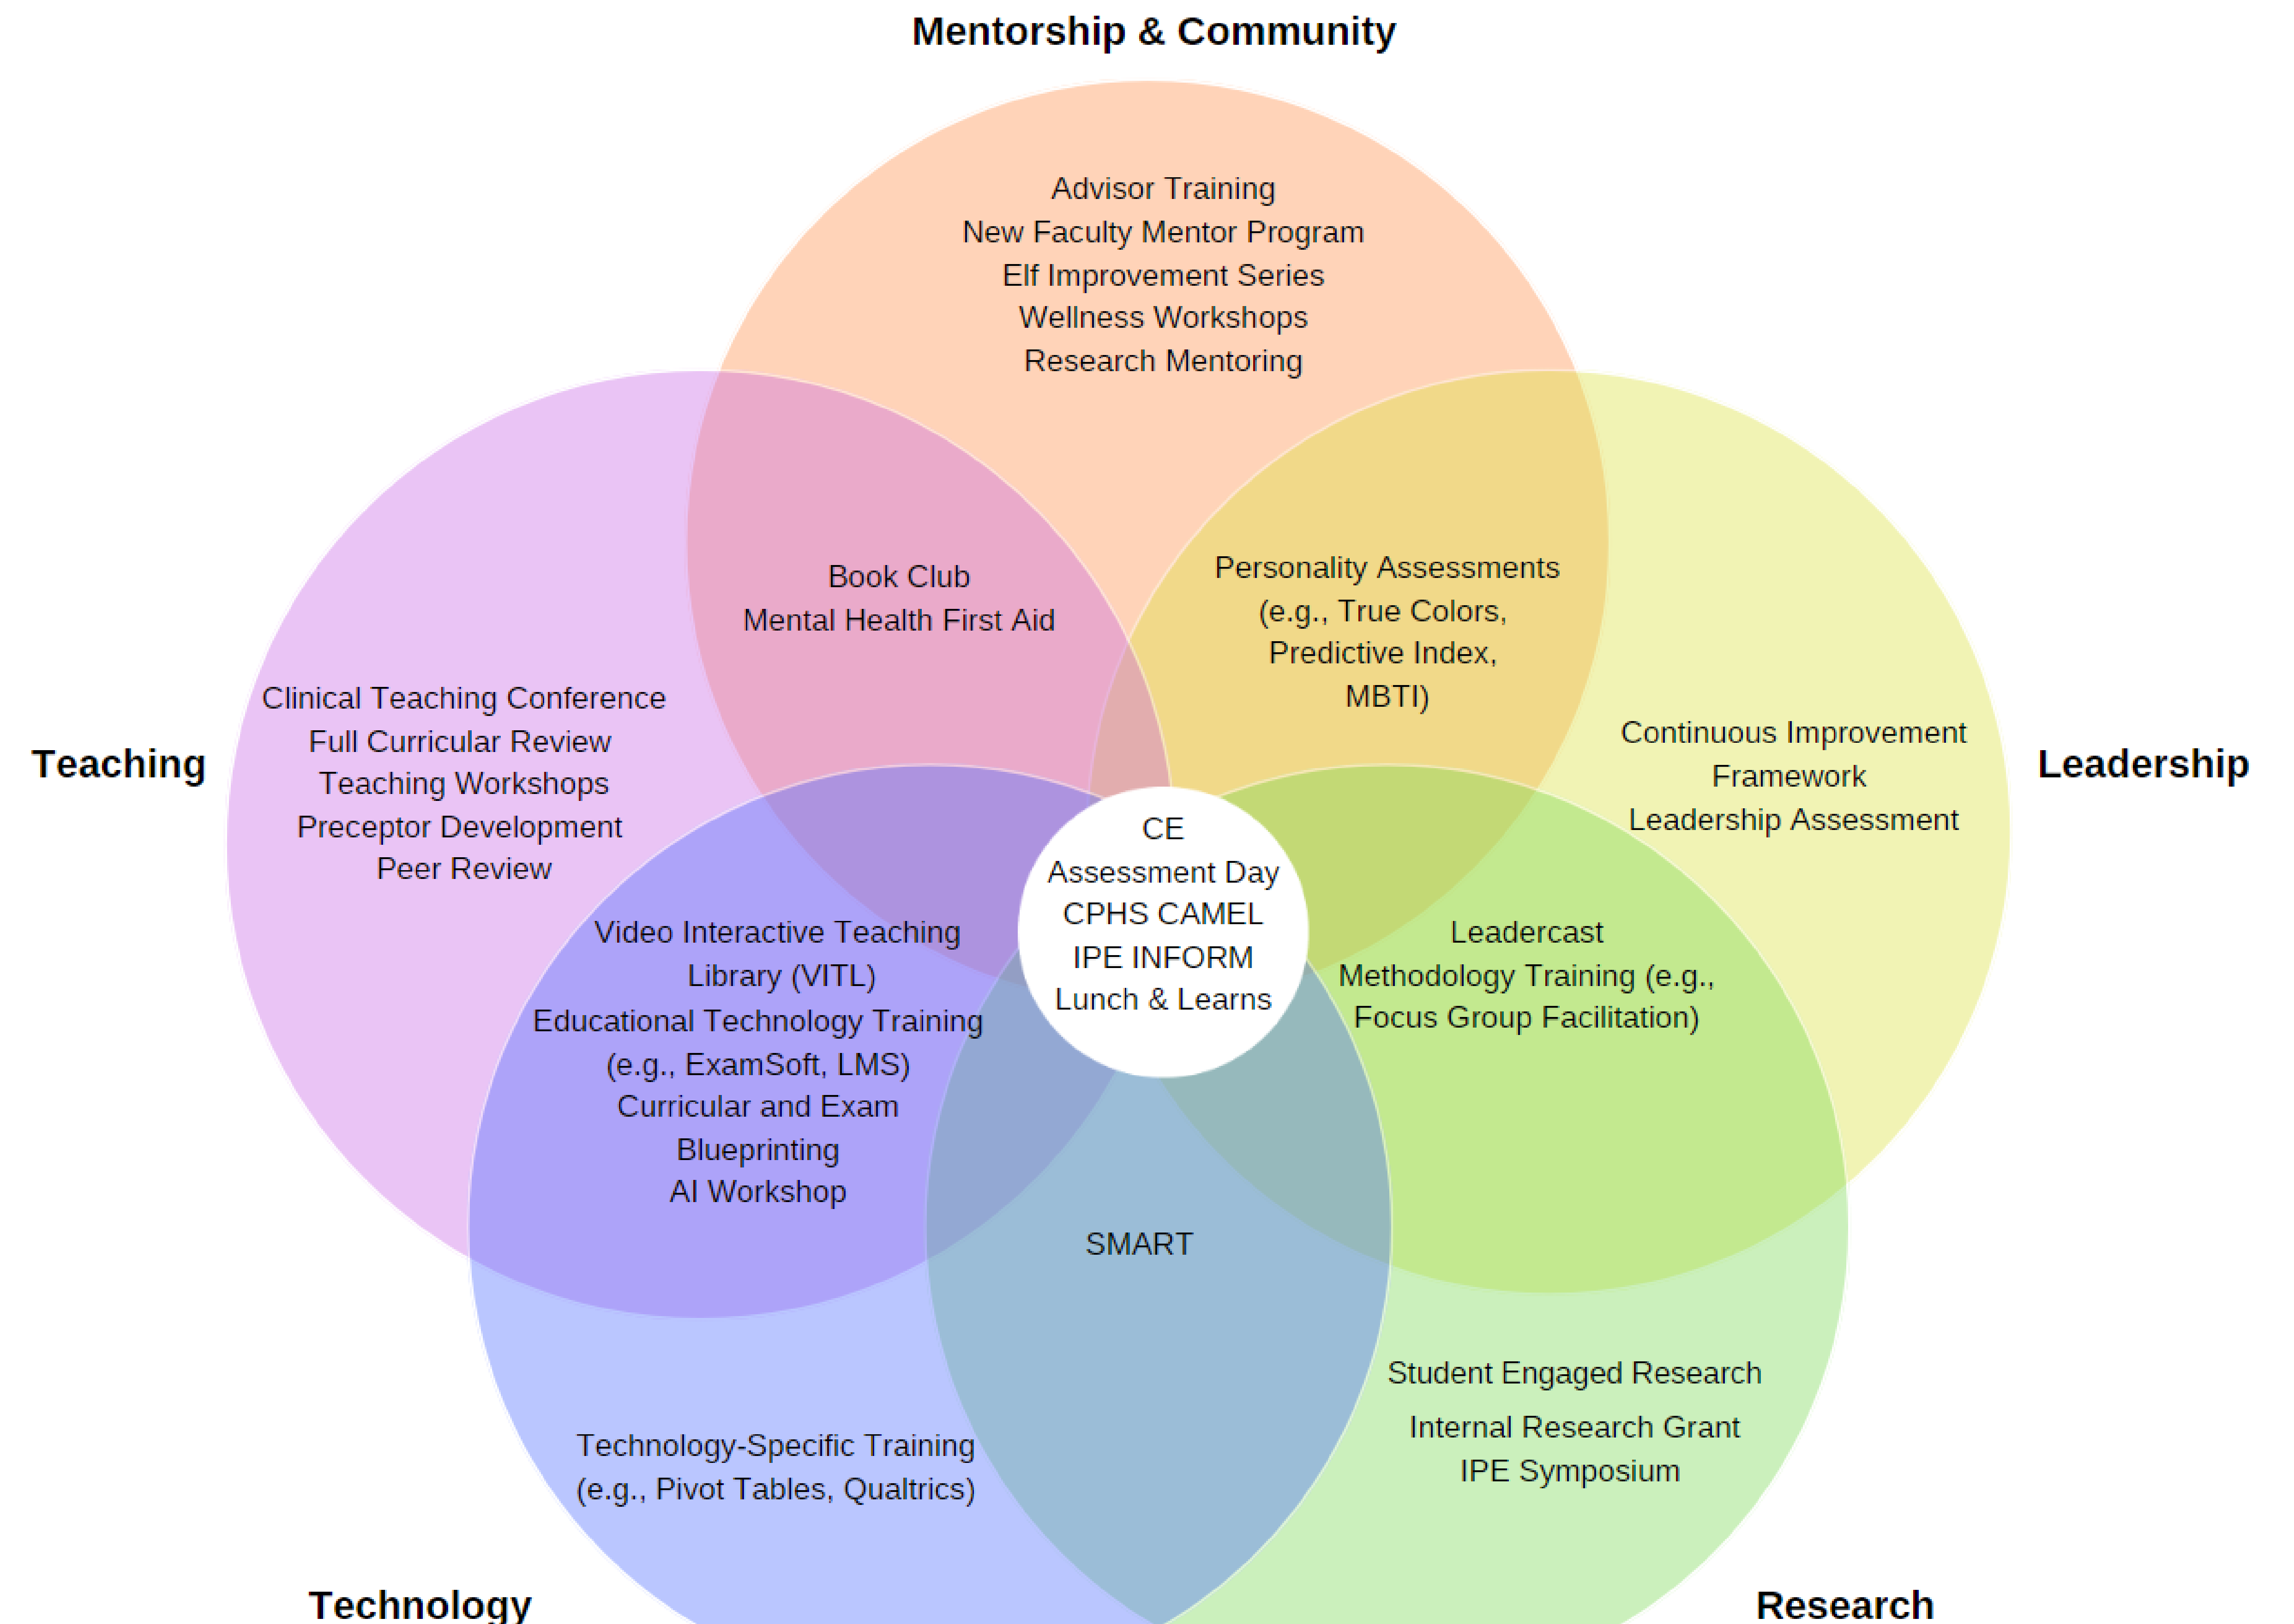 Mentorship & Community
Advisor Training
New Faculty Mentor Program
Elf Improvement Series
Wellness Workshops
Research Mentoring
Book Club
Mental Health First Aid
Personality Assessments
(e.g., True Colors,
Predictive Index,
MBTI)
Teaching
Clinical Teaching Conference
Full Curricular Review
Teaching Workshops
Preceptor Development
Peer Review
Continuous Improvement
Framework
Leadership Assessment
Leadership
CE
Assessment Day
CPHS CAMEL
IPE INFORM
Lunch & Learns
Video Interactive Teaching
Library (VITL)
Educational Technology Training
(e.g., ExamSoft, LMS)
Curricular and Exam
Blueprinting
AI Workshop
Leadercast
Methodology Training (e.g.,
Focus Group Facilitation)
SMART
Technology-Specific Training
(e.g., Pivot Tables, Qualtrics)
Student Engaged Research
Internal Research Grant
IPE Symposium
Technology
Research